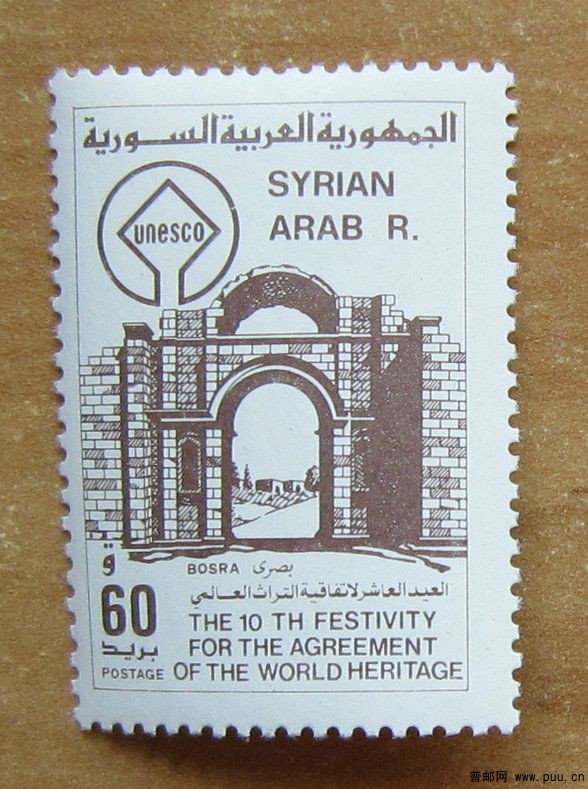 الجمهورية العربية السورية
SYRIAN
ARAB R.
unesco
BOSRA بصرى
ق
60
بريد
POSTAGE
العيد العاشر لاتفاقية التراث العالمي
THE 10 TH FESTIVITY
FOR THE AGREEMENT
OF THE WORLD HERITAGE
普邮网 www.puu.cn